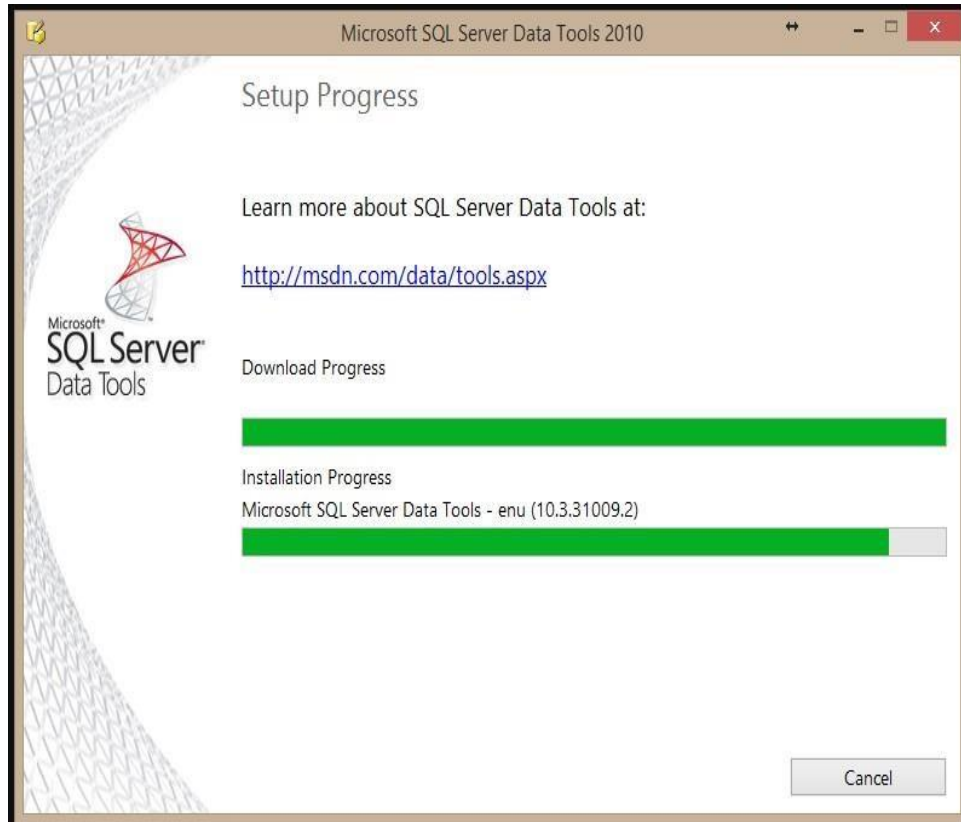 Microsoft SQL Server Data Tools 2010
Setup Progress
Learn more about SQL Server Data Tools at:
http://msdn.com/data/tools.aspx
Microsoft®
SQL Server®
Data Tools
Download Progress
Installation Progress
Microsoft SQL Server Data Tools - enu (10.3.31009.2)
Cancel